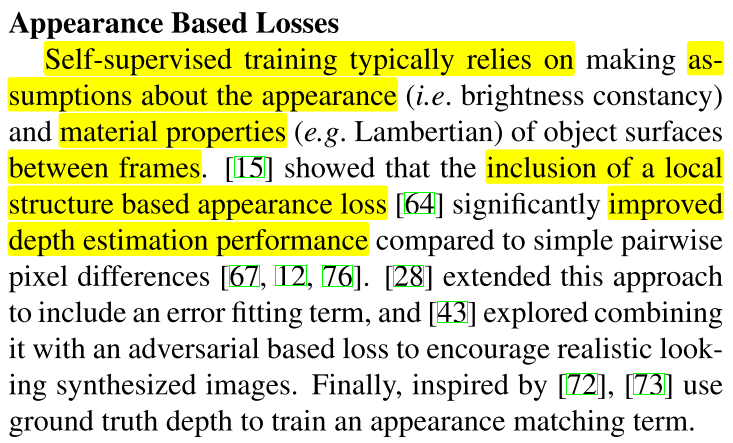 Appearance Based Losses
Self-supervised training typically relies on making as-
sumptions about the appearance (i.e. brightness constancy)
and material properties (e.g. Lambertian) of object surfaces
between frames. [15] showed that the inclusion of a local
structure based appearance loss [64] significantly improved
depth estimation performance compared to simple pairwise
pixel differences [67, 12, 76]. [28] extended this approach
to include an error fitting term, and [43] explored combining
it with an adversarial based loss to encourage realistic look-
ing synthesized images. Finally, inspired by [72], [73] use
ground truth depth to train an appearance matching term.